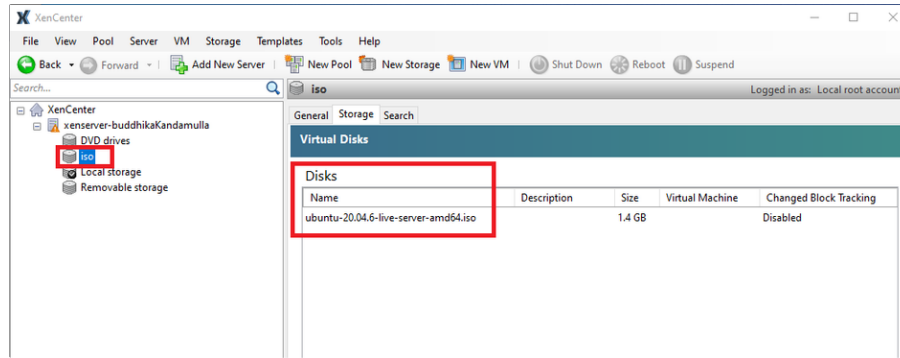 XenCenter
File View Pool Server VM Storage Templates Tools Help
Back Forward Add New Server New Pool New Storage New VM Shut Down Reboot Suspend
Search...
iso Logged in as: Local root account
XenCenter
xenserver-buddhikaKandamulla
DVD drives
iso
Local storage
Removable storage
General Storage Search
Virtual Disks
Disks
Name Description Size Virtual Machine Changed Block Tracking
ubuntu-20.04.6-live-server-amd64.iso 1.4 GB Disabled